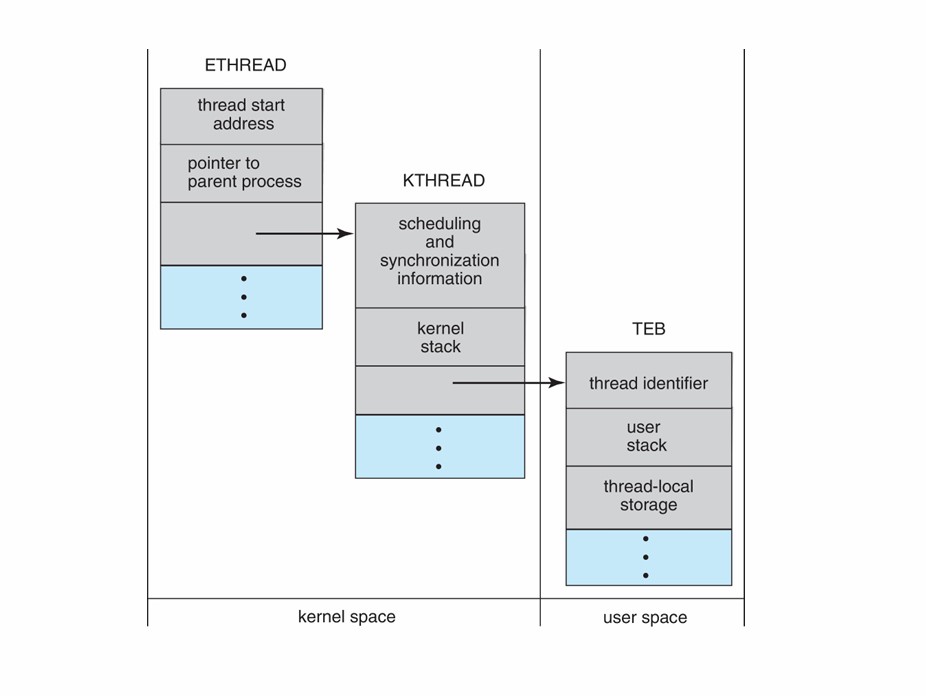 ETHREAD
thread start
address
pointer to
parent process
KTHREAD
scheduling
and
synchronization
information
kernel
stack
TEB
thread identifier
user
stack
thread-local
storage
kernel space
user space